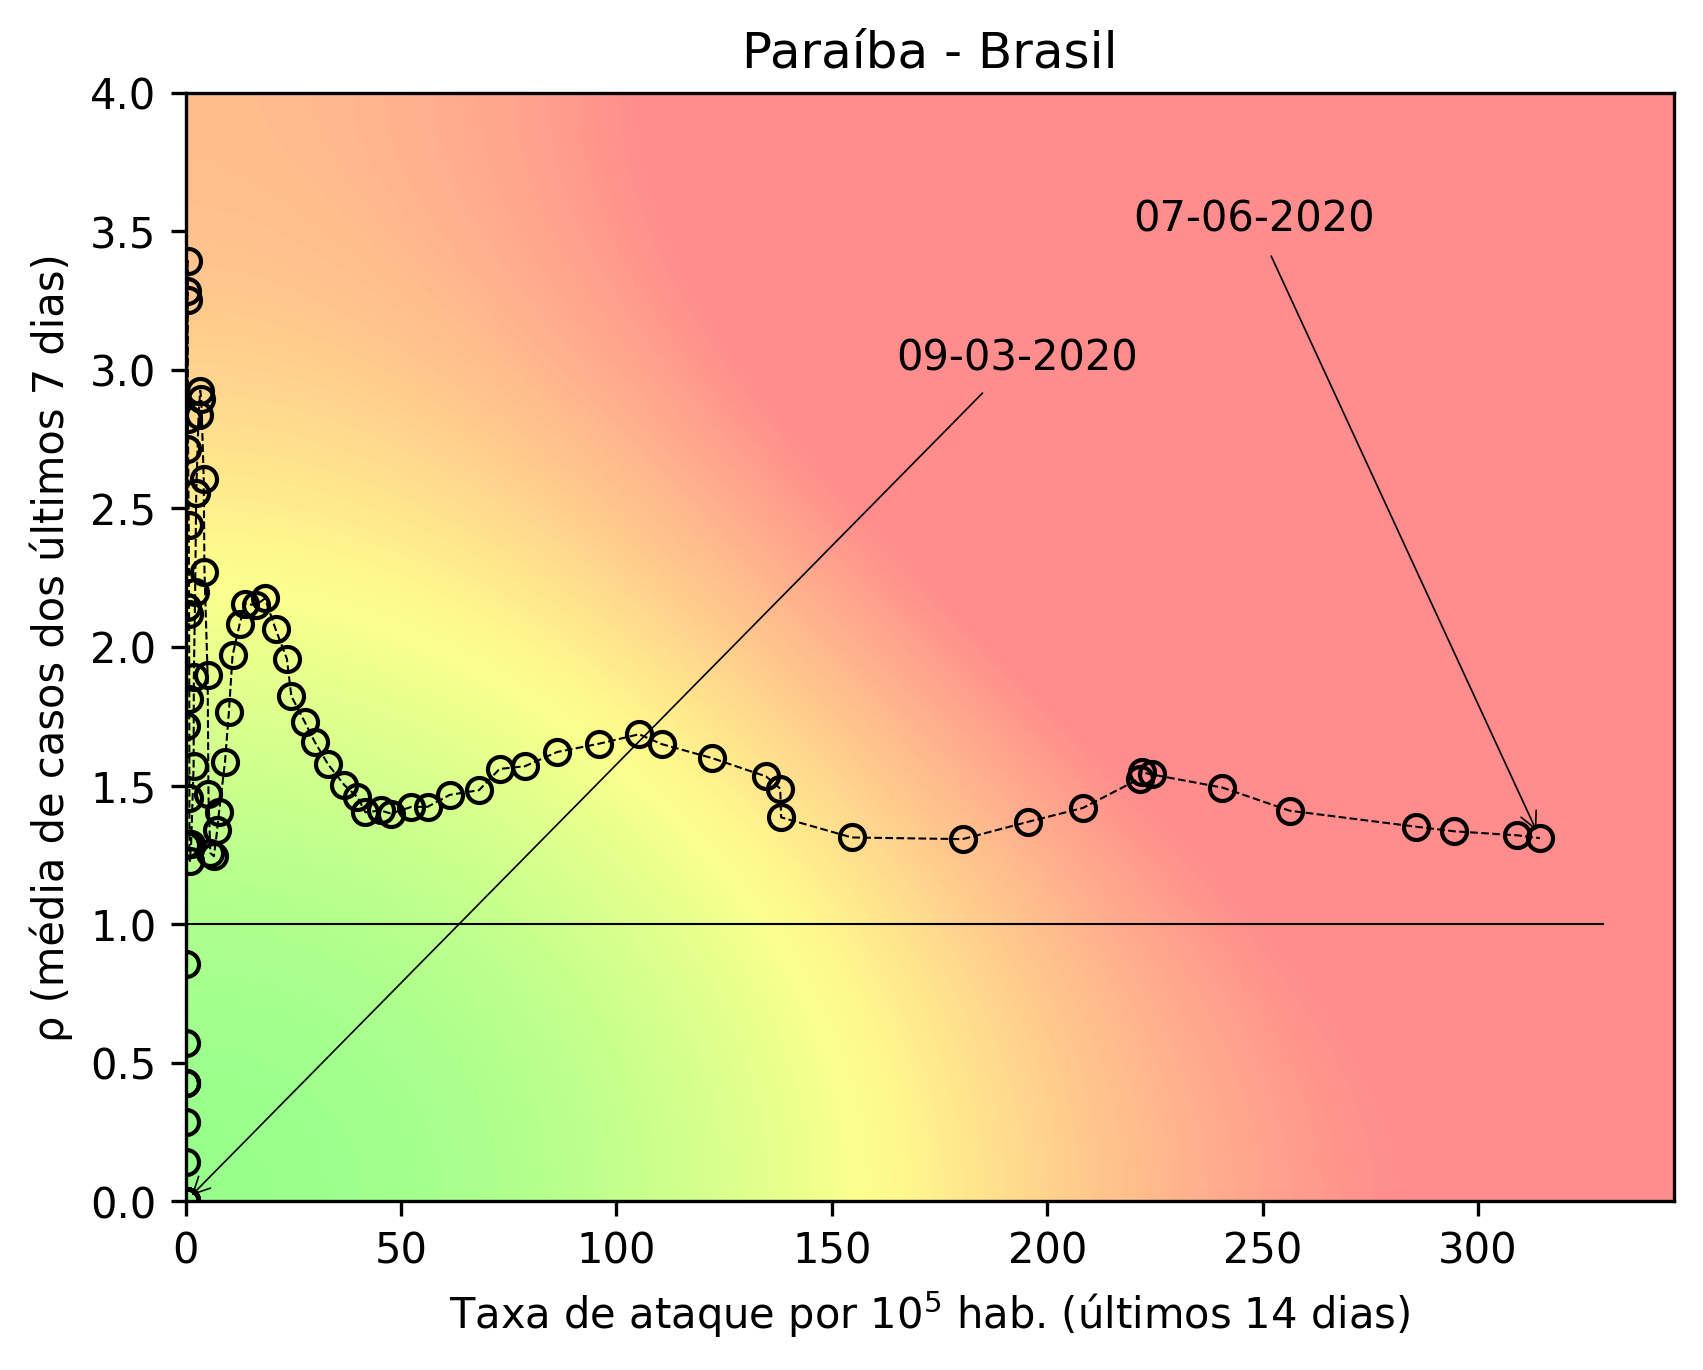 Paraíba - Brasil
4.0
3.5
3.0
2.5
2.0
1.5
1.0
0.5
0.0
ρ (média de casos dos últimos 7 dias)
07-06-2020
09-03-2020
0 50 100 150 200 250 300
Taxa de ataque por 10⁵ hab. (últimos 14 dias)